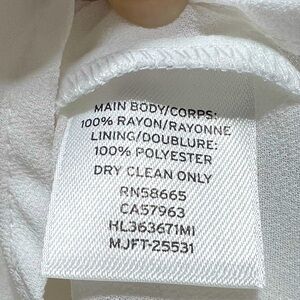 MAIN BODY/CORPS:
100% RAYON/RAYONNE
LINING/DOUBLURE:
100% POLYESTER
DRY CLEAN ONLY
RN58665
CA57963
HL363671MI
MJFT-25531